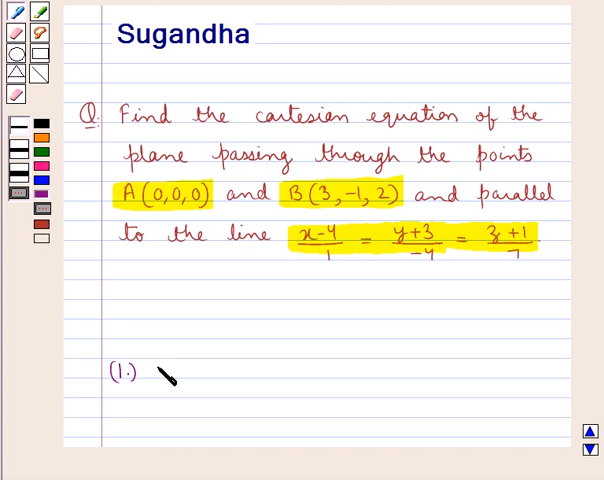 Sugandha
Q. Find the cartesian equation of the
plane passing through the points
A (0,0,0) and B (3,-1,2) and parallel
to the line x-4/1 = y+3/-4 = z+1/7
(1.)